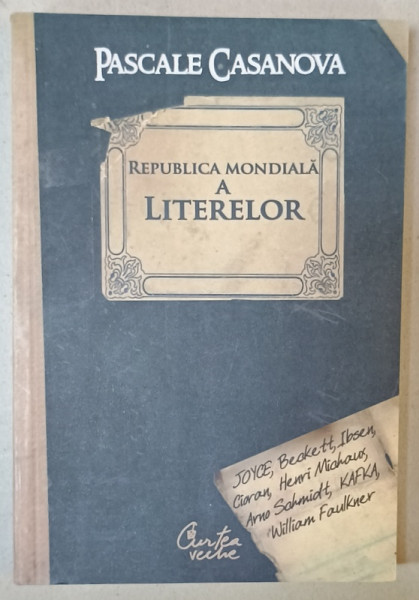 PASCALE CASANOVA
REPUBLICA MONDIALĂ
A
LITERELOR
JOYCE, Beckett, Ibsen,
Cioran, Henri Michaux,
Arno Schmidt, KAFKA,
William Faulkner
Curtea
veche